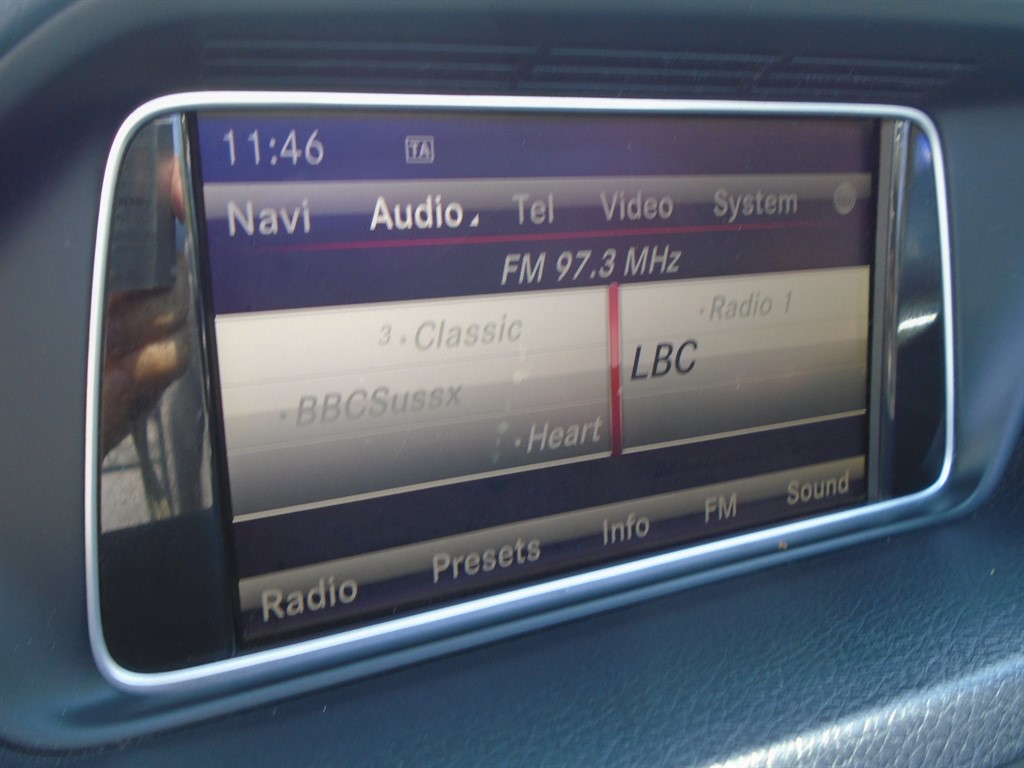 11:46 TA
Navi Audio Tel Video System
FM 97.3 MHz
3 · Classic · Radio 1
LBC
· BBCSussx
· Heart
Radio Presets Info FM Sound